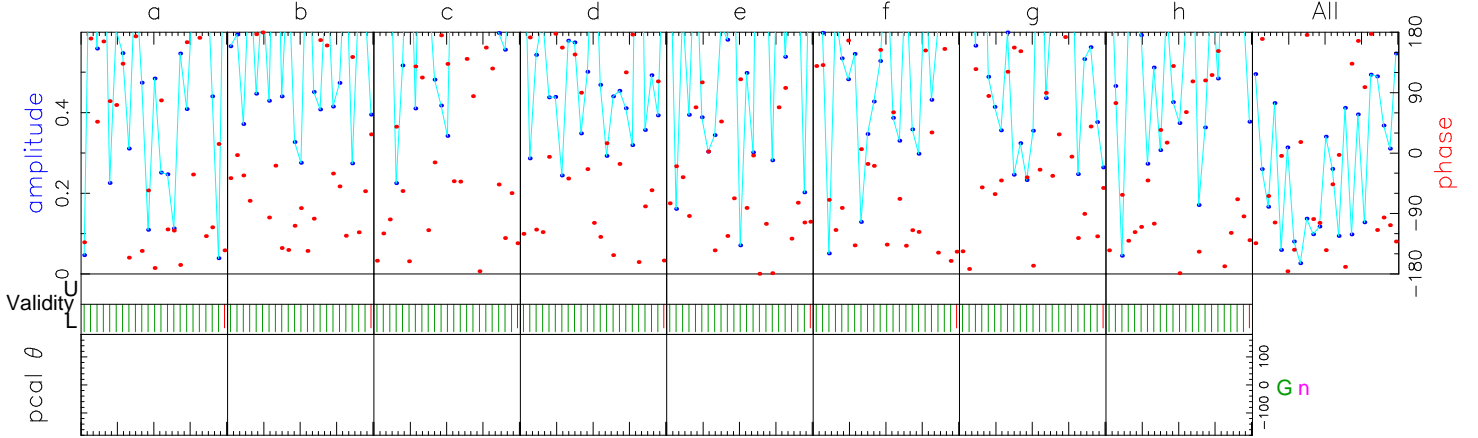 a b c d e f g h All
amplitude
0.4
0.2
0
180
90
0
−90
−180
phase
U
Validity
L
pcal θ
100
0
−100
G n